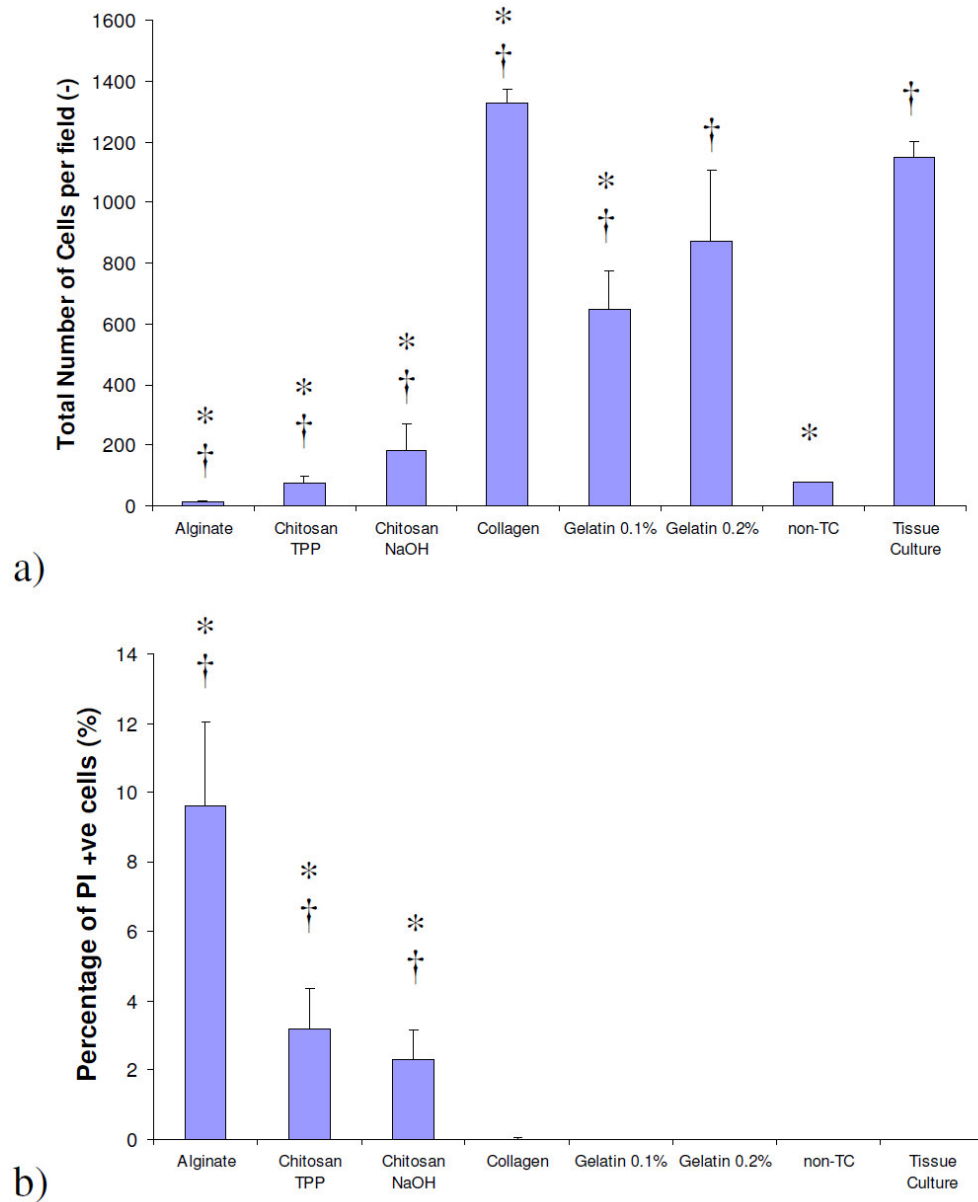 1600
1400
1200
1000
800
600
400
200
0
Total Number of Cells per field (-)
*
†
*
†
*
†
*
†
*
†
†
*
†
Alginate
Chitosan TPP
Chitosan NaOH
Collagen
Gelatin 0.1%
Gelatin 0.2%
non-TC
Tissue Culture
a)
14
12
10
8
6
4
2
0
Percentage of PI +ve cells (%)
*
†
*
†
*
†
Alginate
Chitosan TPP
Chitosan NaOH
Collagen
Gelatin 0.1%
Gelatin 0.2%
non-TC
Tissue Culture
b)